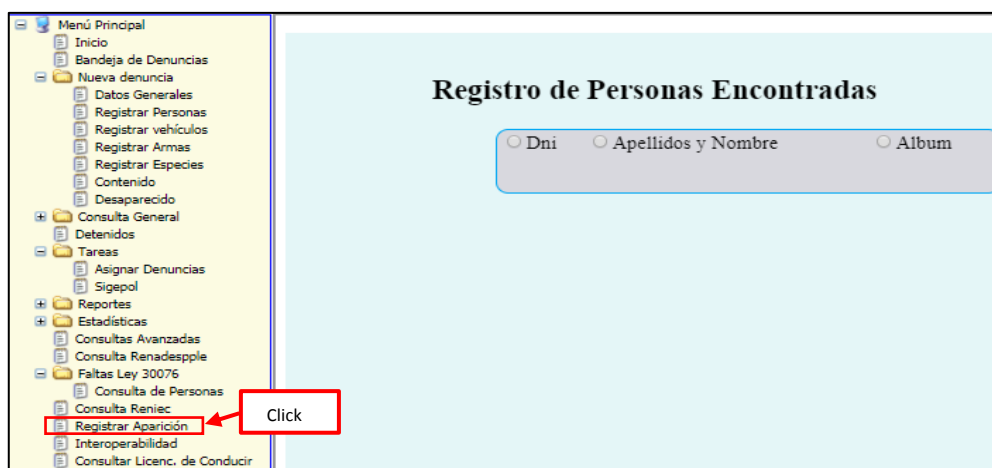 Menú Principal
Inicio
Bandeja de Denuncias
Nueva denuncia
Datos Generales
Registrar Personas
Registrar vehículos
Registrar Armas
Registrar Especies
Contenido
Desaparecido
Consulta General
Detenidos
Tareas
Asignar Denuncias
Sigepol
Reportes
Estadísticas
Consultas Avanzadas
Consulta Renadespple
Faltas Ley 30076
Consulta de Personas
Consulta Reniec
Registrar Aparición
Interoperabilidad
Consultar Licenc. de Conducir
Click
Registro de Personas Encontradas
Dni Apellidos y Nombre Album